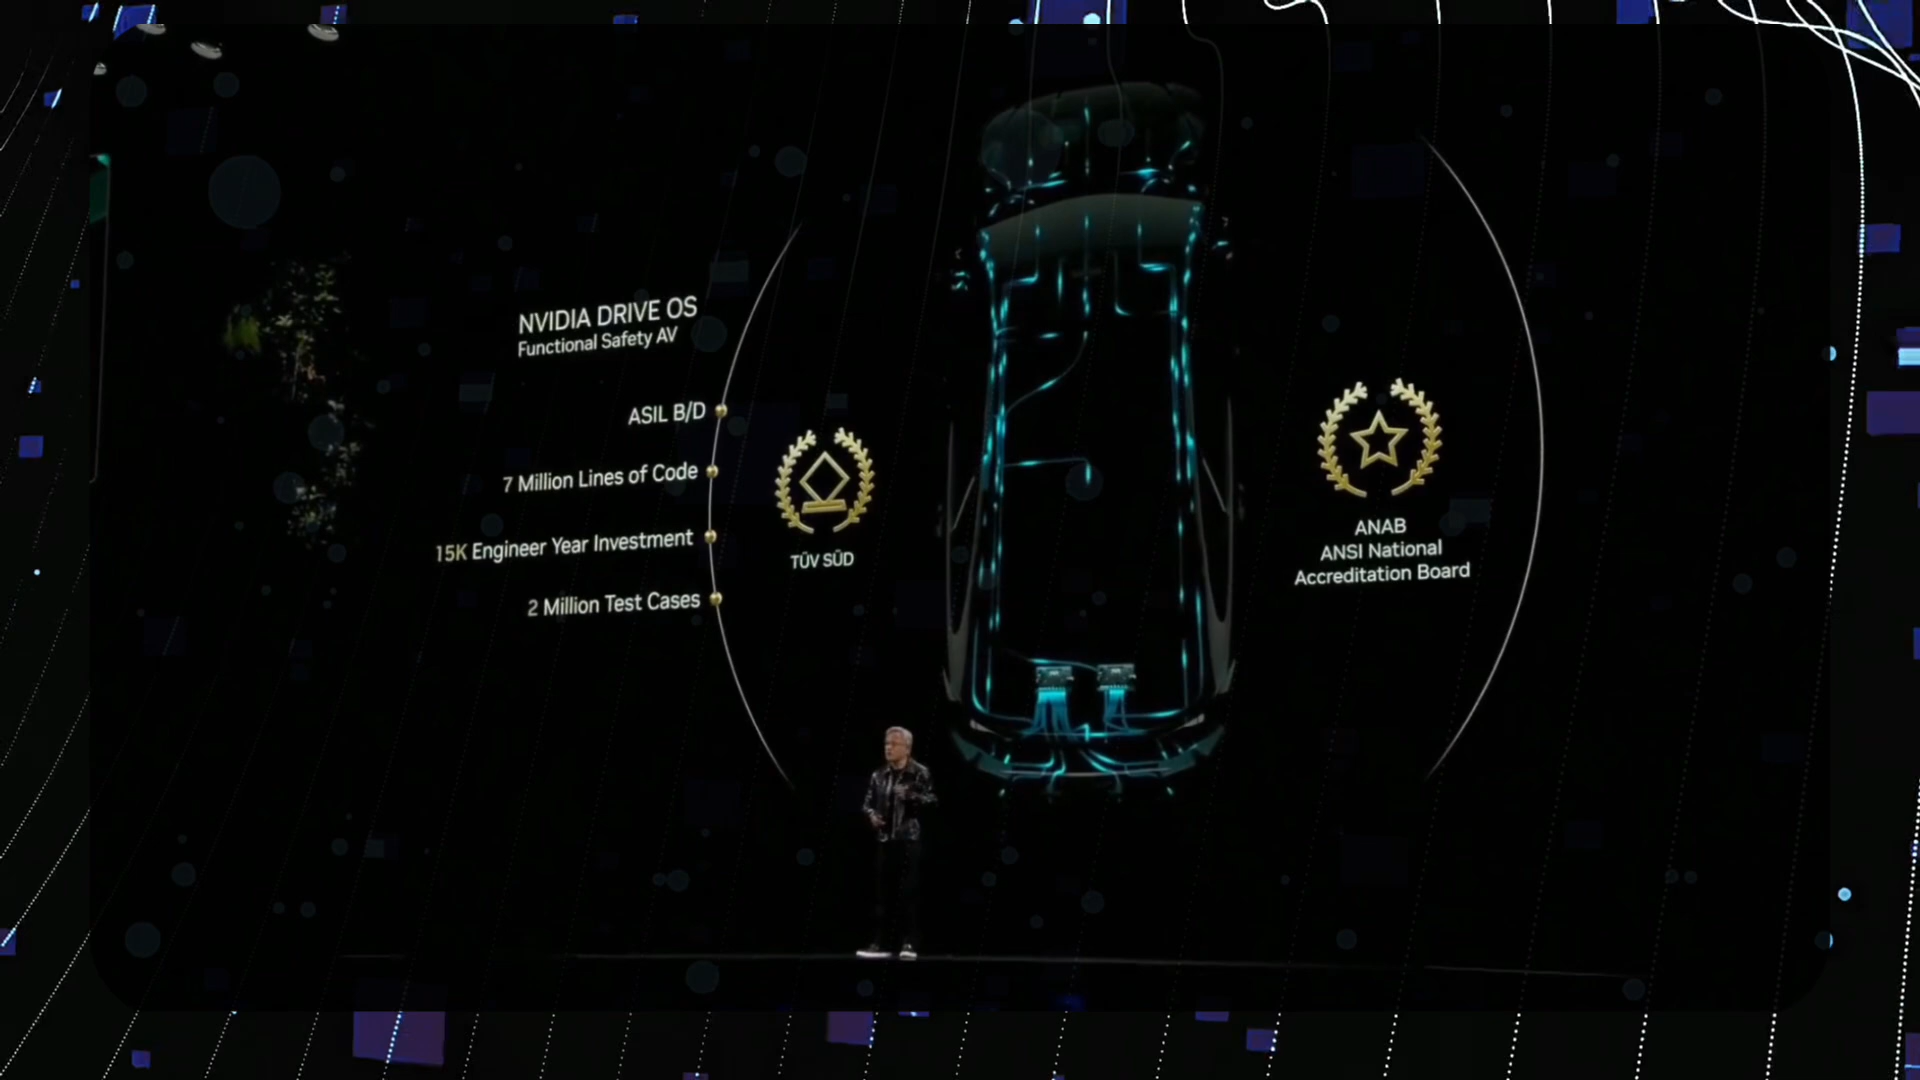 NVIDIA DRIVE OS
Functional Safety AV
ASIL B/D
7 Million Lines of Code
15K Engineer Year Investment
2 Million Test Cases
TÜV SÜD
ANAB
ANSI National
Accreditation Board